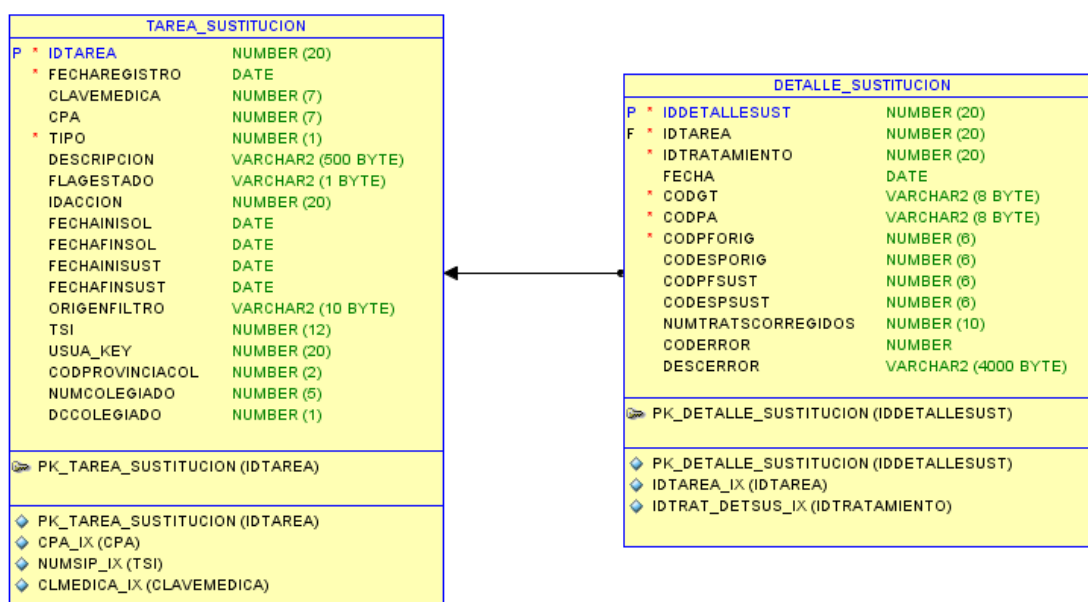 TAREA_SUSTITUCION
P * IDTAREA NUMBER (20)
* FECHAREGISTRO DATE
CLAVEMEDICA NUMBER (7)
CPA NUMBER (7)
* TIPO NUMBER (1)
DESCRIPCION VARCHAR2 (500 BYTE)
FLAGESTADO VARCHAR2 (1 BYTE)
IDACCION NUMBER (20)
FECHAINISOL DATE
FECHAFINSOL DATE
FECHAINISUST DATE
FECHAFINSUST DATE
ORIGENFILTRO VARCHAR2 (10 BYTE)
TSI NUMBER (12)
USUA_KEY NUMBER (20)
CODPROVINCIACOL NUMBER (2)
NUMCOLEGIADO NUMBER (5)
DCCOLEGIADO NUMBER (1)
PK_TAREA_SUSTITUCION (IDTAREA)
PK_TAREA_SUSTITUCION (IDTAREA)
CPA_IX (CPA)
NUMSIP_IX (TSI)
CLMEDICA_IX (CLAVEMEDICA)
DETALLE_SUSTITUCION
P * IDDETALLESUST NUMBER (20)
F * IDTAREA NUMBER (20)
* IDTRATAMIENTO NUMBER (20)
FECHA DATE
* CODGT VARCHAR2 (8 BYTE)
* CODPA VARCHAR2 (8 BYTE)
* CODPFORIG NUMBER (6)
CODESPORIG NUMBER (6)
CODPFSUST NUMBER (6)
CODESPSUST NUMBER (6)
NUMTRATSCORREGIDOS NUMBER (10)
CODERROR NUMBER
DESCERROR VARCHAR2 (4000 BYTE)
PK_DETALLE_SUSTITUCION (IDDETALLESUST)
PK_DETALLE_SUSTITUCION (IDDETALLESUST)
IDTAREA_IX (IDTAREA)
IDTRAT_DETSUS_IX (IDTRATAMIENTO)